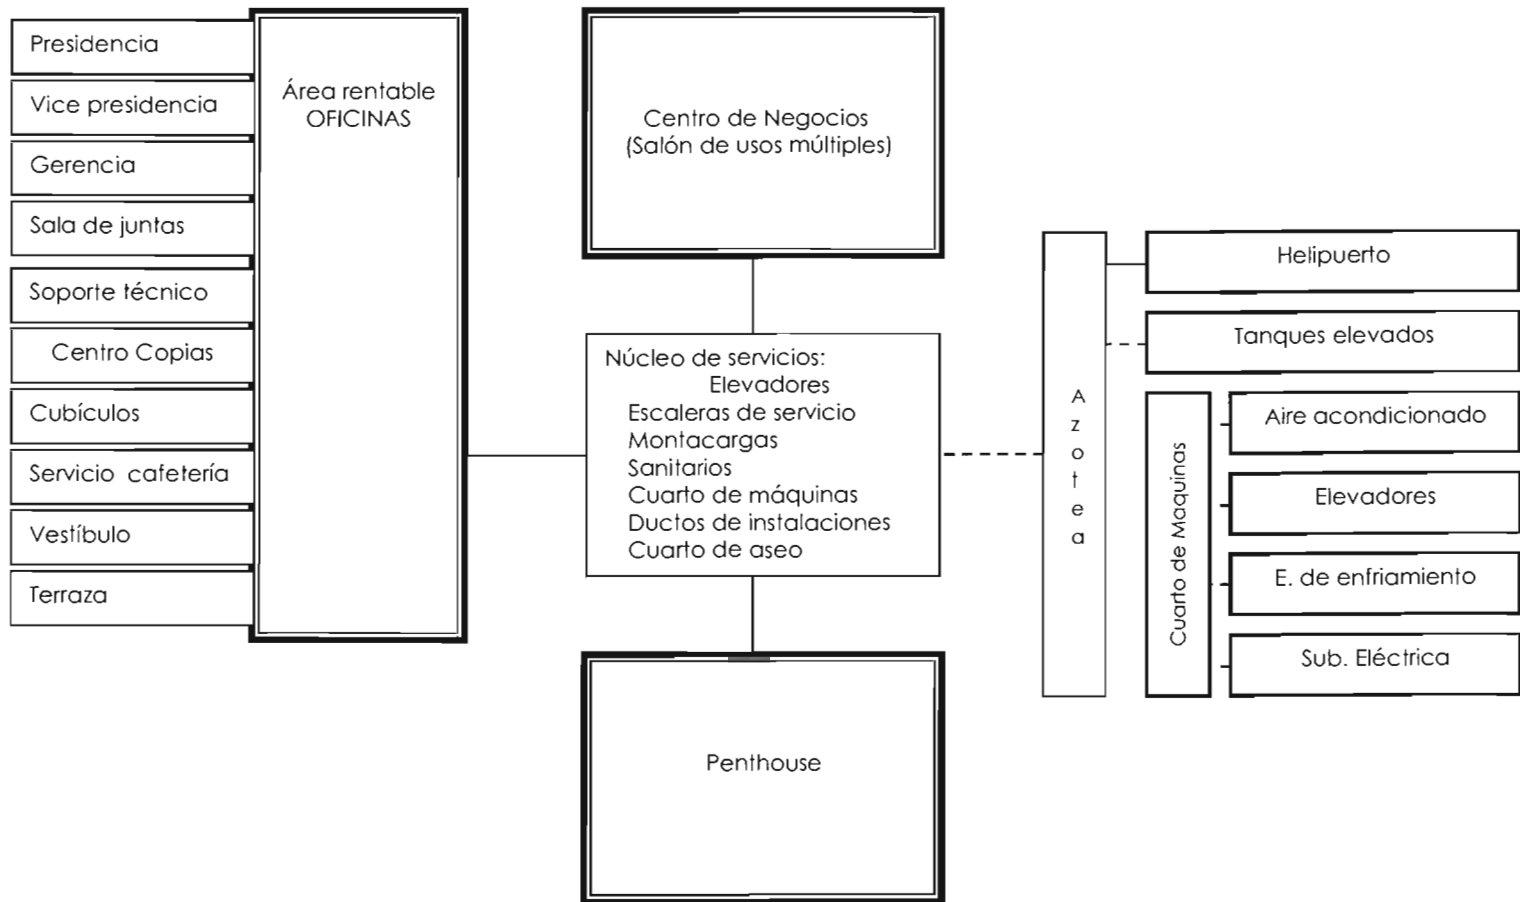 Presidencia
Vice presidencia
Gerencia
Sala de juntas
Soporte técnico
Centro Copias
Cubículos
Servicio cafetería
Vestíbulo
Terraza
Área rentable
OFICINAS
Centro de Negocios
(Salón de usos múltiples)
Núcleo de servicios:
Elevadores
Escaleras de servicio
Montacargas
Sanitarios
Cuarto de máquinas
Ductos de instalaciones
Cuarto de aseo
Penthouse
Azotea
Helipuerto
Tanques elevados
Cuarto de Maquinas
Aire acondicionado
Elevadores
E. de enfriamiento
Sub. Eléctrica